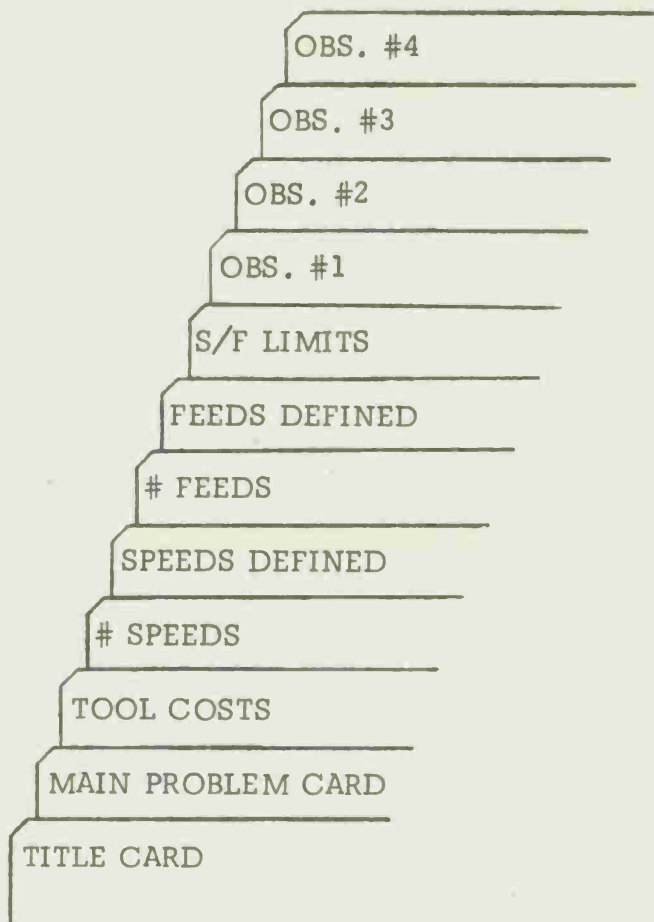 OBS. #4
OBS. #3
OBS. #2
OBS. #1
S/F LIMITS
FEEDS DEFINED
# FEEDS
SPEEDS DEFINED
# SPEEDS
TOOL COSTS
MAIN PROBLEM CARD
TITLE CARD